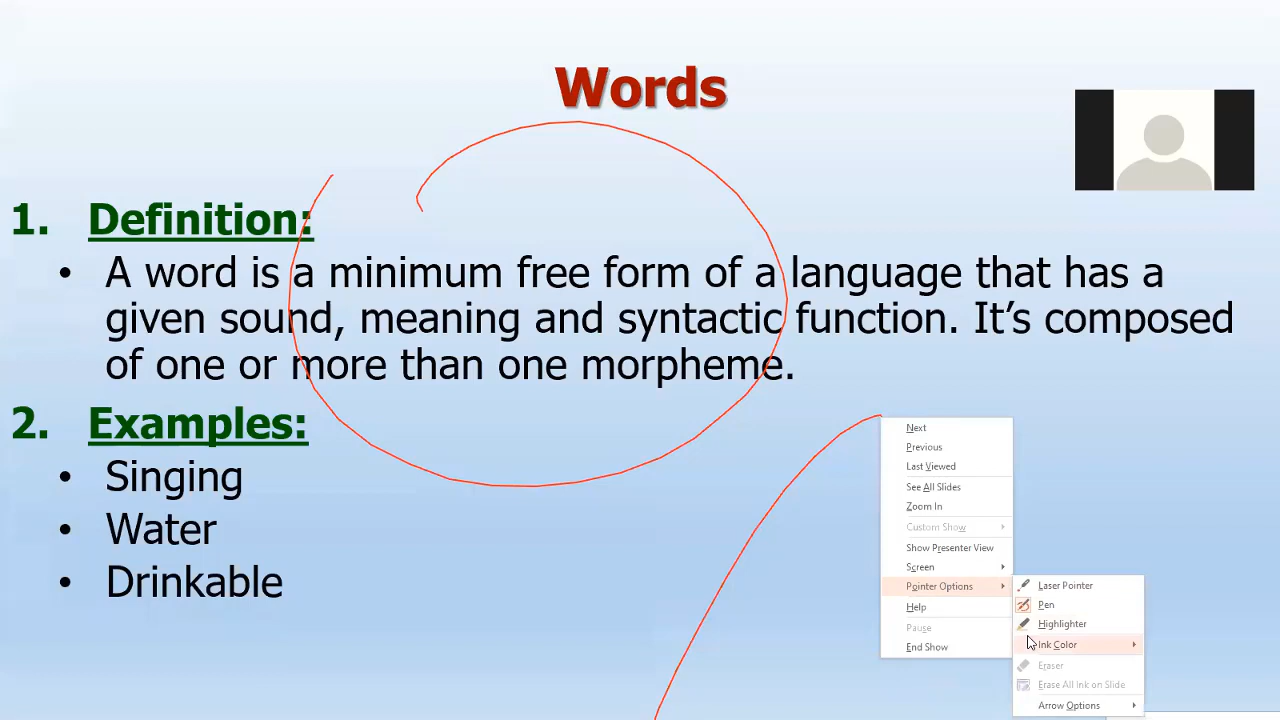 Words
1. Definition:
• A word is a minimum free form of a language that has a
given sound, meaning and syntactic function. It’s composed
of one or more than one morpheme.
2. Examples:
• Singing
• Water
• Drinkable
Next
Previous
Last Viewed
See All Slides
Zoom In
Custom Show
Show Presenter View
Screen
Pointer Options
Help
Pause
End Show
Laser Pointer
Pen
Highlighter
Ink Color
Eraser
Erase All Ink on Slide
Arrow Options